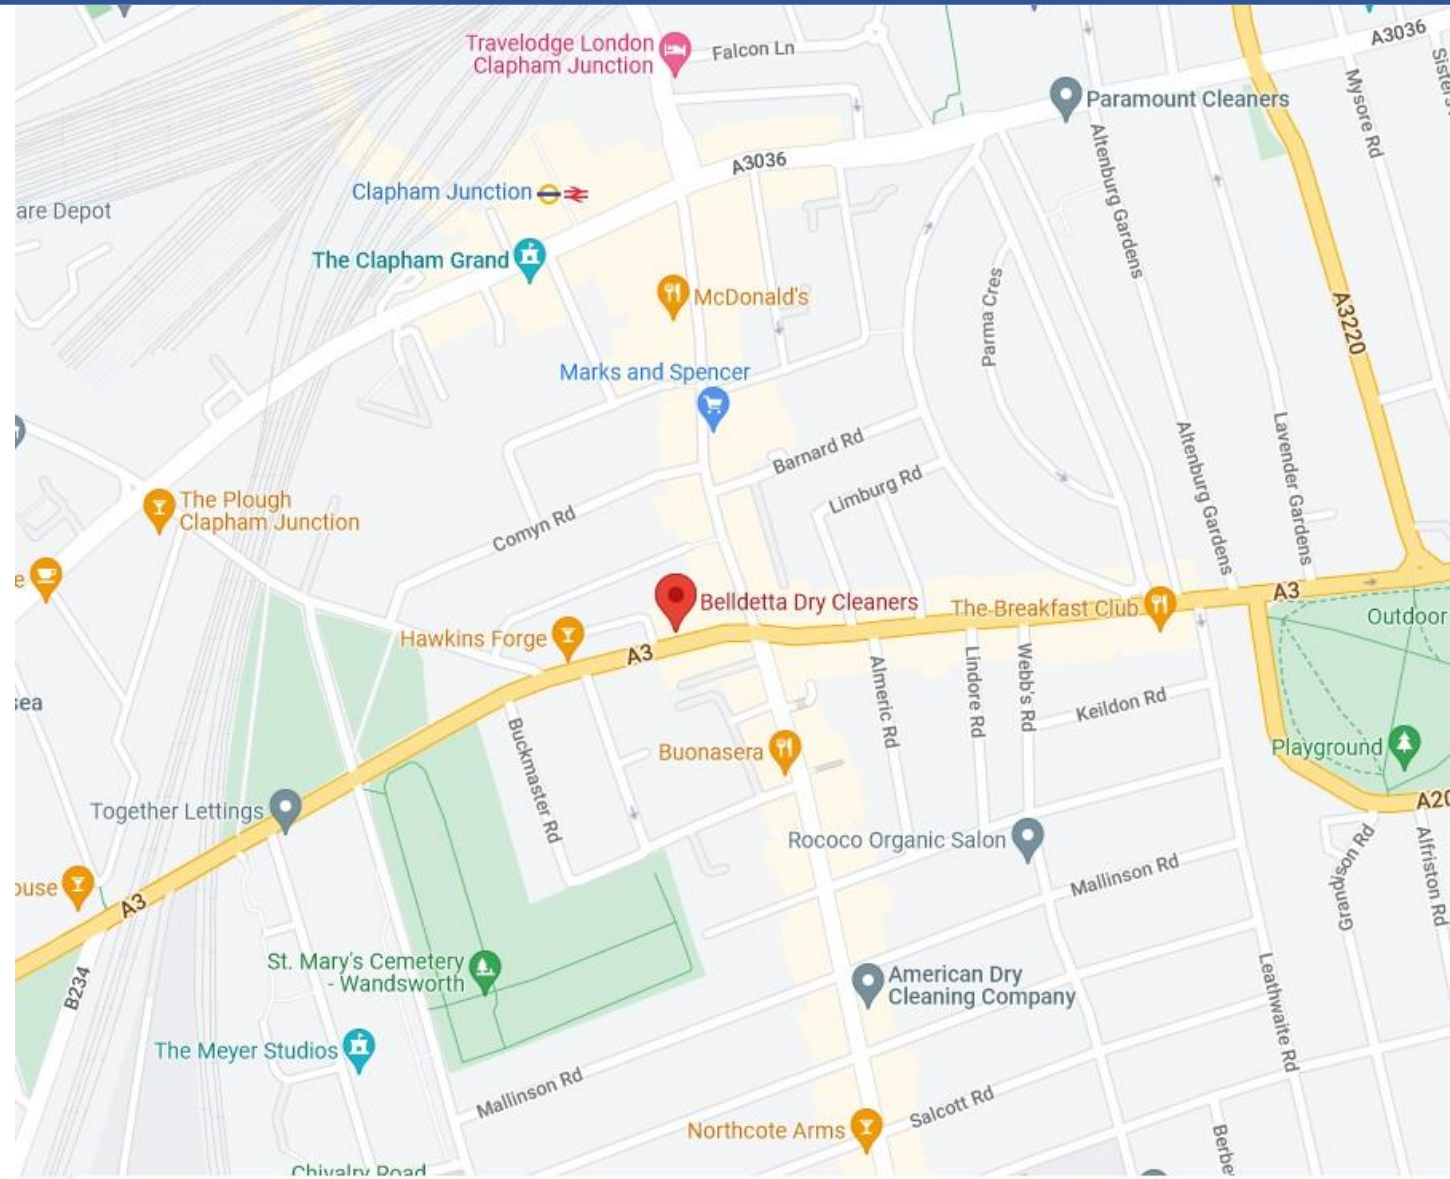 Travelodge London
Clapham Junction
Falcon Ln
A3036
Mysore Rd
Paramount Cleaners
A3036
Clapham Junction
are Depot
Altenburg Gardens
The Clapham Grand
McDonald's
Parma Cres
A3220
Marks and Spencer
Barnard Rd
Limburg Rd
Lavender Gardens
Altenburg Gardens
The Plough
Clapham Junction
Comyn Rd
e
Belldetta Dry Cleaners
The Breakfast Club
A3
Outdoor
Hawkins Forge
A3
sea
Almeric Rd
Lindore Rd
Webb's Rd
Keildon Rd
Buckmaster Rd
Buonasera
Playground
A20
Together Lettings
Rococo Organic Salon
Mallinson Rd
Grandison Rd
Alfriston Rd
ouse
A3
St. Mary's Cemetery
- Wandsworth
B234
American Dry
Cleaning Company
Leathwaite Rd
The Meyer Studios
Mallinson Rd
Salcott Rd
Northcote Arms
Berbe
Chivalry Road